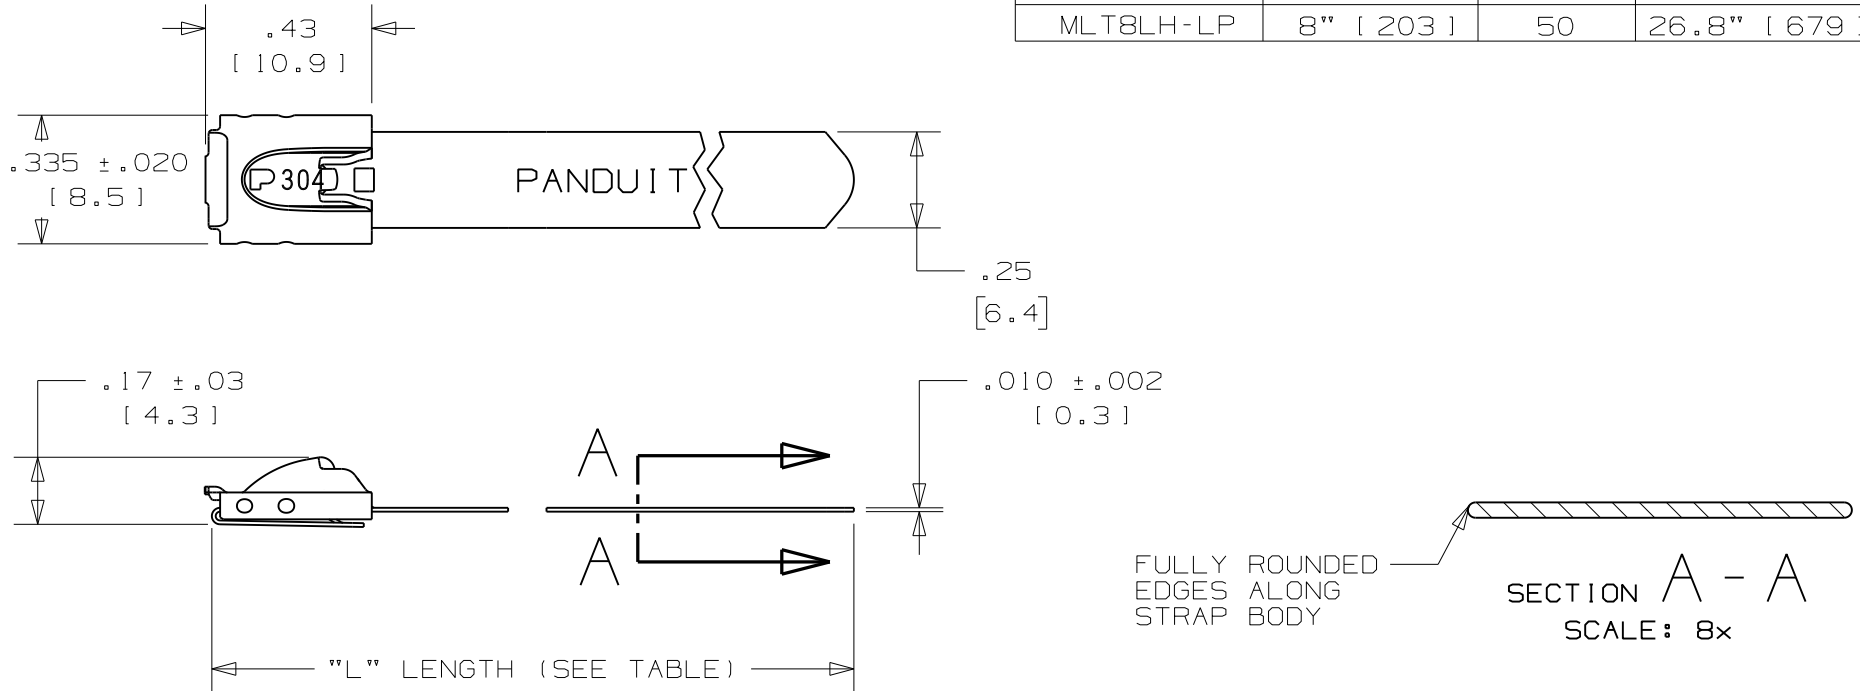 MLT8LH-LP 8" [ 203 ] 50 26.8" [ 679 ]
.43
[ 10.9 ]
.335 ±.020
[ 8.5 ]
P 304
PANDUIT
.25
[6.4]
.17 ±.03
[ 4.3 ]
.010 ±.002
[ 0.3 ]
A
A
FULLY ROUNDED
EDGES ALONG
STRAP BODY
SECTION A - A
SCALE: 8x
"L" LENGTH (SEE TABLE)